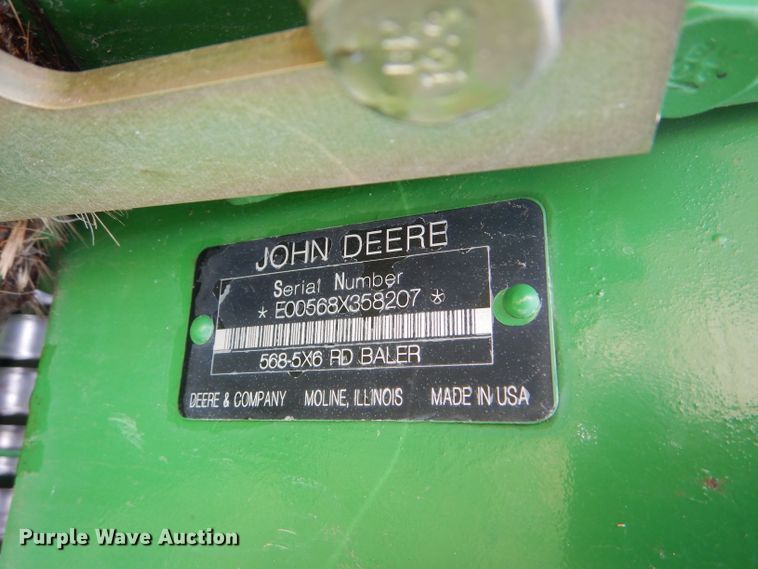 JOHN DEERE
Serial Number
* E00568X358207 *
568-5X6 RD BALER
DEERE & COMPANY MOLINE, ILLINOIS MADE IN USA
Purple Wave Auction